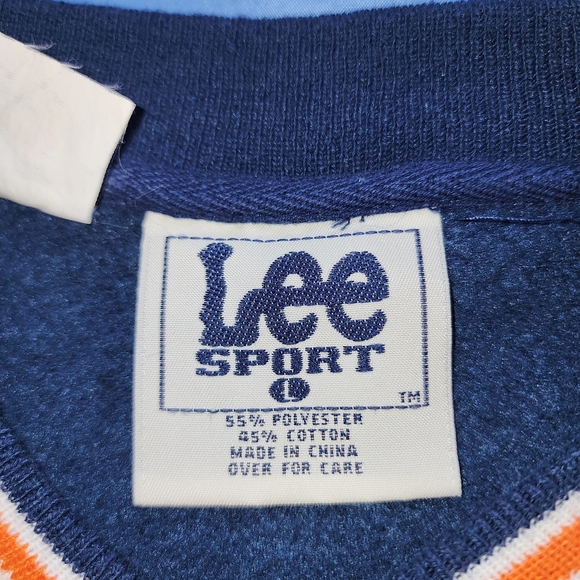 Lee
SPORT
L
TM
55% POLYESTER
45% COTTON
MADE IN CHINA
OVER FOR CARE